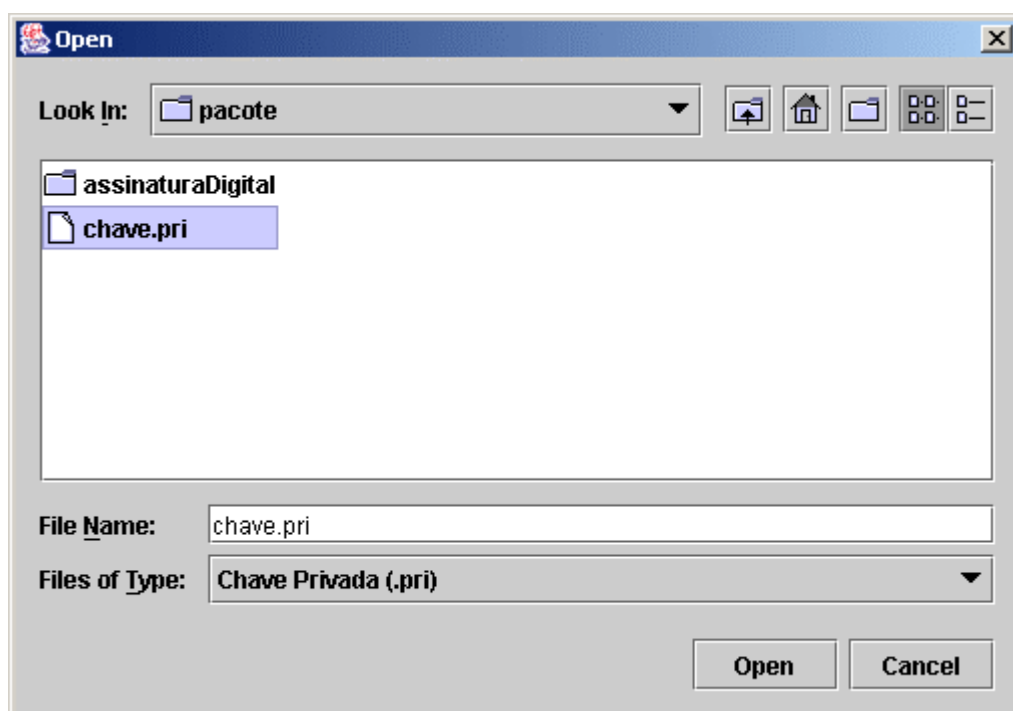 Open
Look In: pacote
assinaturaDigital
chave.pri
File Name: chave.pri
Files of Type: Chave Privada (.pri)
Open Cancel